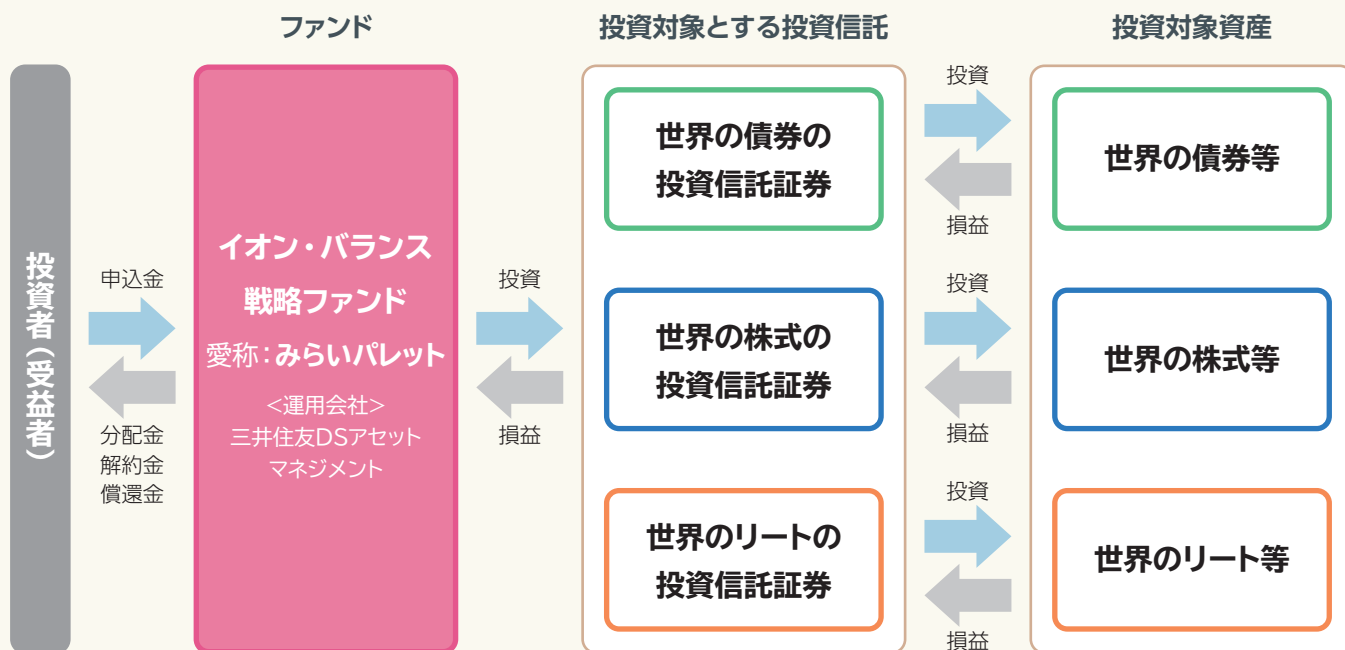 ファンド
投資対象とする投資信託
投資対象資産
投資者(受益者)
申込金
分配金
解約金
償還金
イオン・バランス
戦略ファンド
愛称:みらいパレット
<運用会社>
三井住友DSアセット
マネジメント
投資
損益
世界の債券の
投資信託証券
世界の株式の
投資信託証券
世界のリートの
投資信託証券
投資
損益
投資
損益
投資
損益
世界の債券等
世界の株式等
世界のリート等